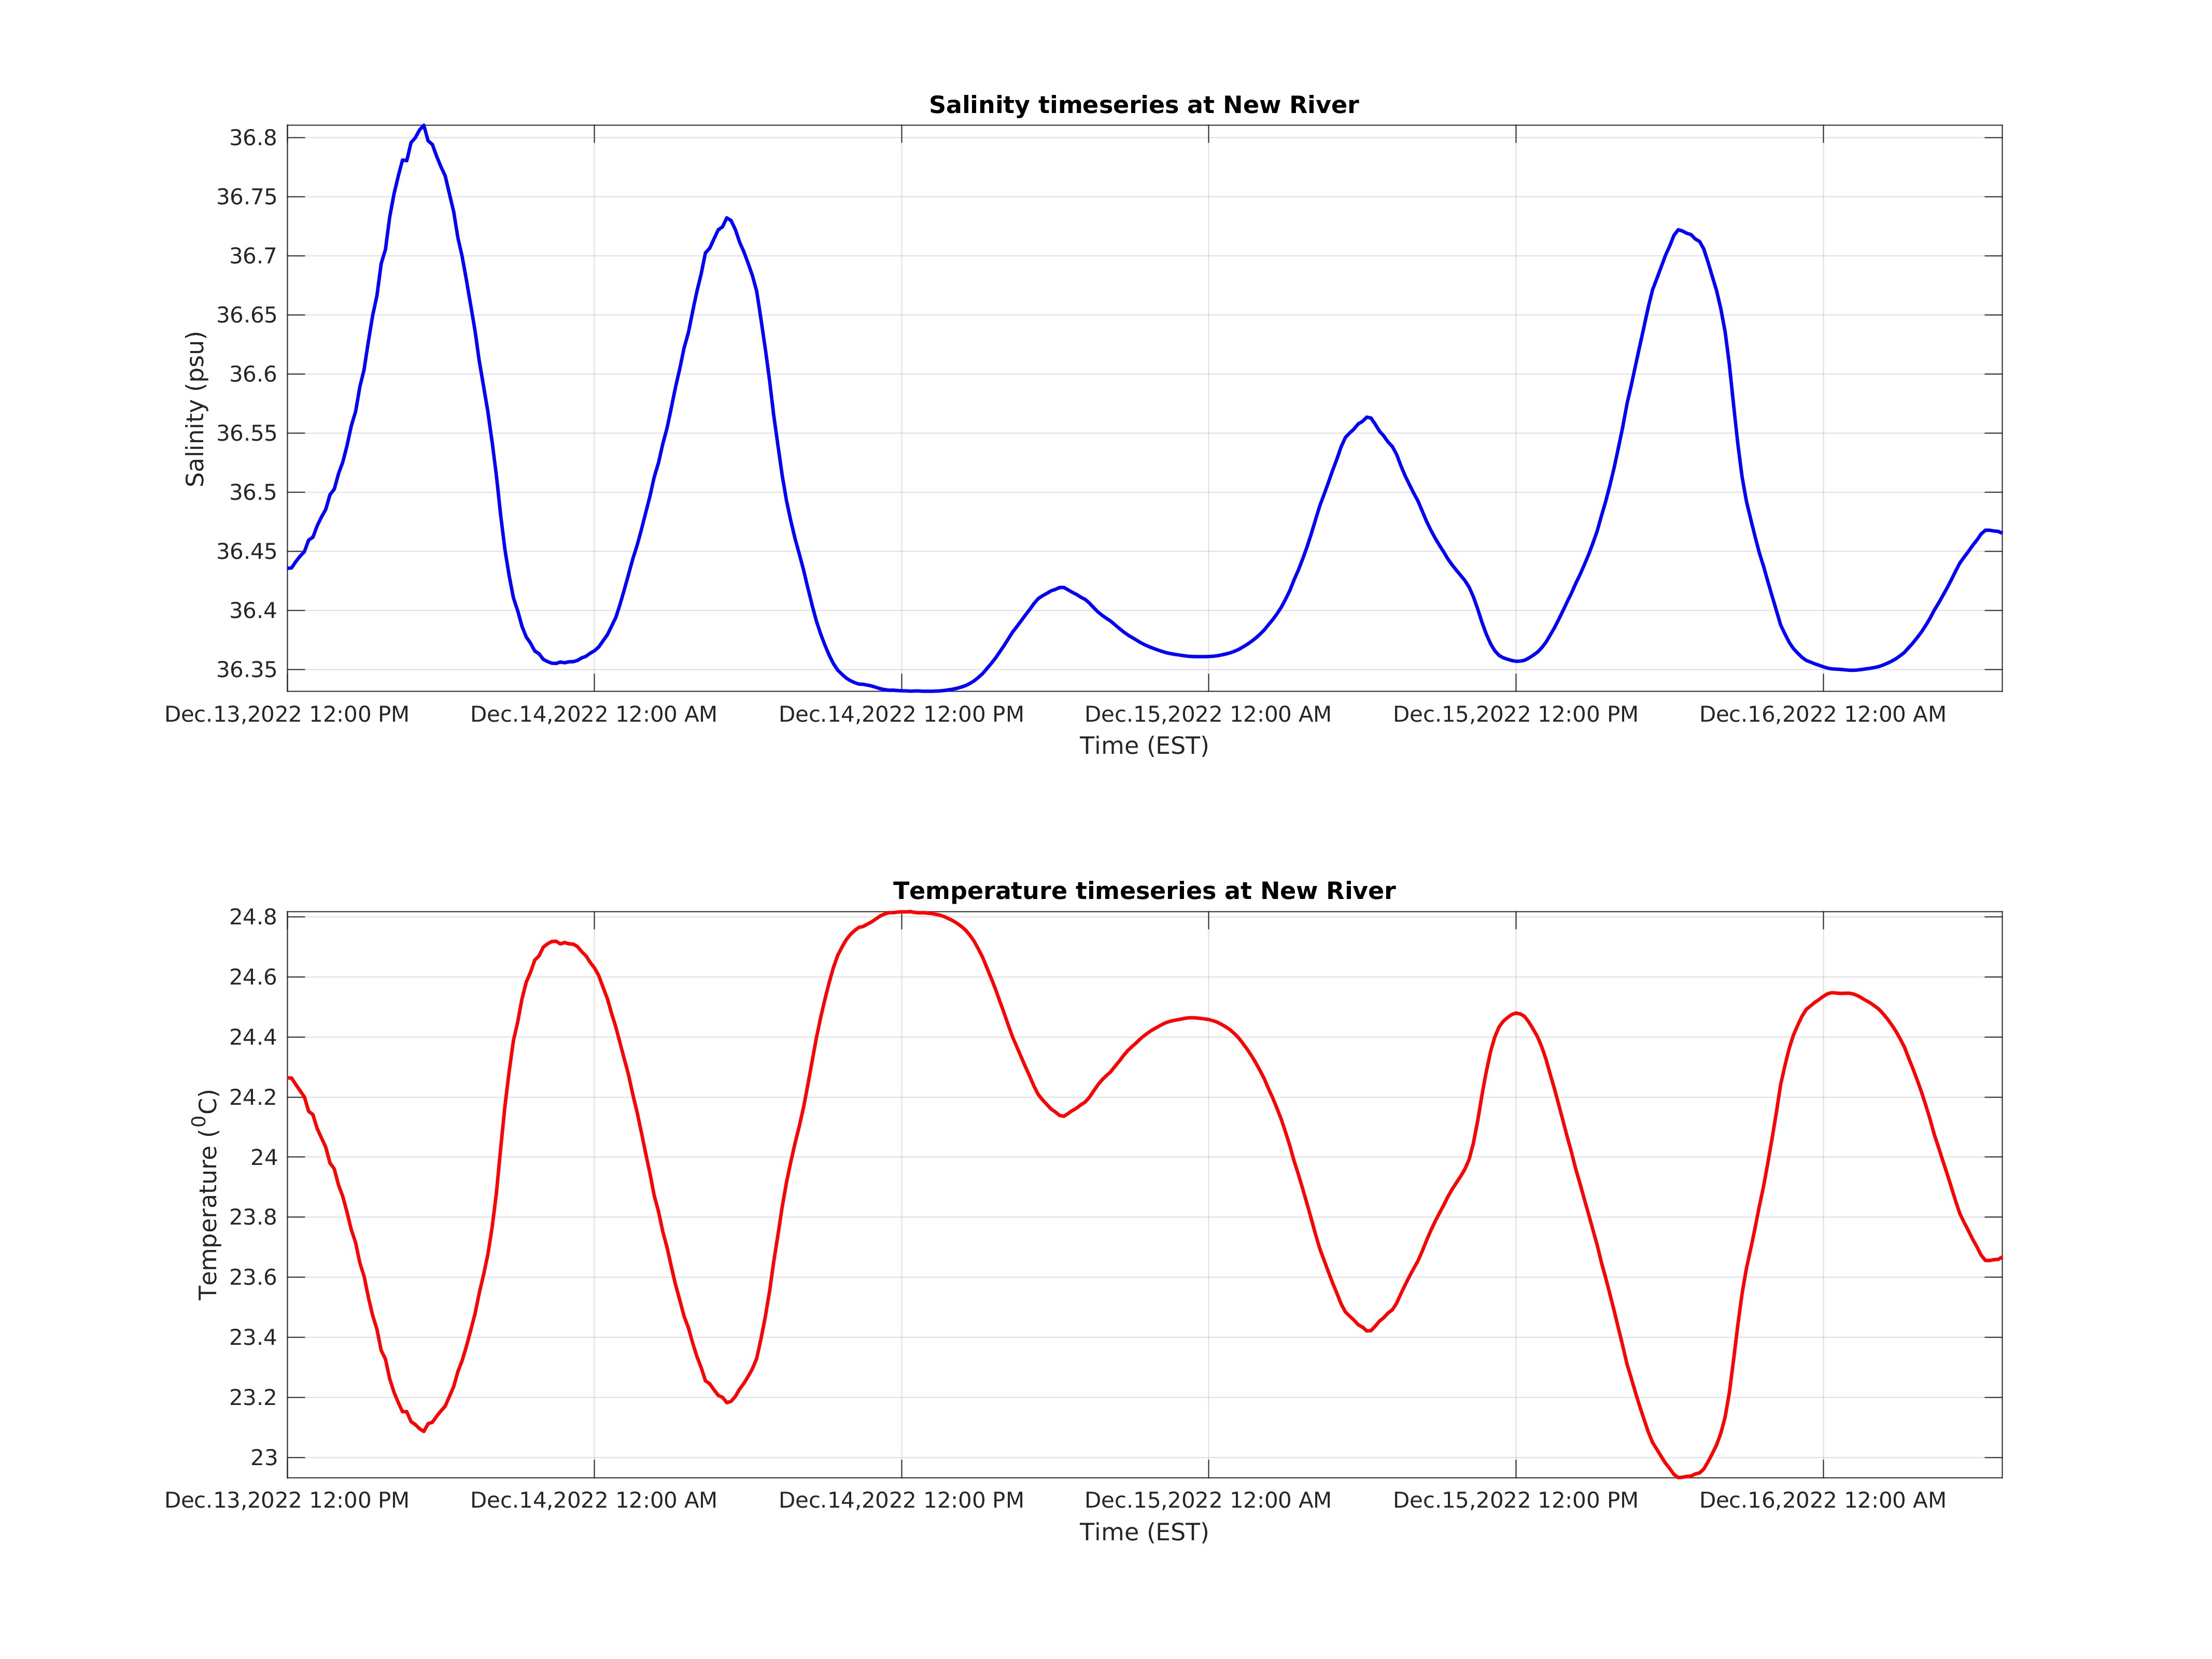 Salinity timeseries at New River
36.8
36.75
36.7
36.65
36.6
36.55
36.5
36.45
36.4
36.35
Salinity (psu)
Dec.13,2022 12:00 PM Dec.14,2022 12:00 AM Dec.14,2022 12:00 PM Dec.15,2022 12:00 AM Dec.15,2022 12:00 PM Dec.16,2022 12:00 AM
Time (EST)
Temperature timeseries at New River
24.8
24.6
24.4
24.2
24
23.8
23.6
23.4
23.2
23
Temperature (⁰C)
Dec.13,2022 12:00 PM Dec.14,2022 12:00 AM Dec.14,2022 12:00 PM Dec.15,2022 12:00 AM Dec.15,2022 12:00 PM Dec.16,2022 12:00 AM
Time (EST)